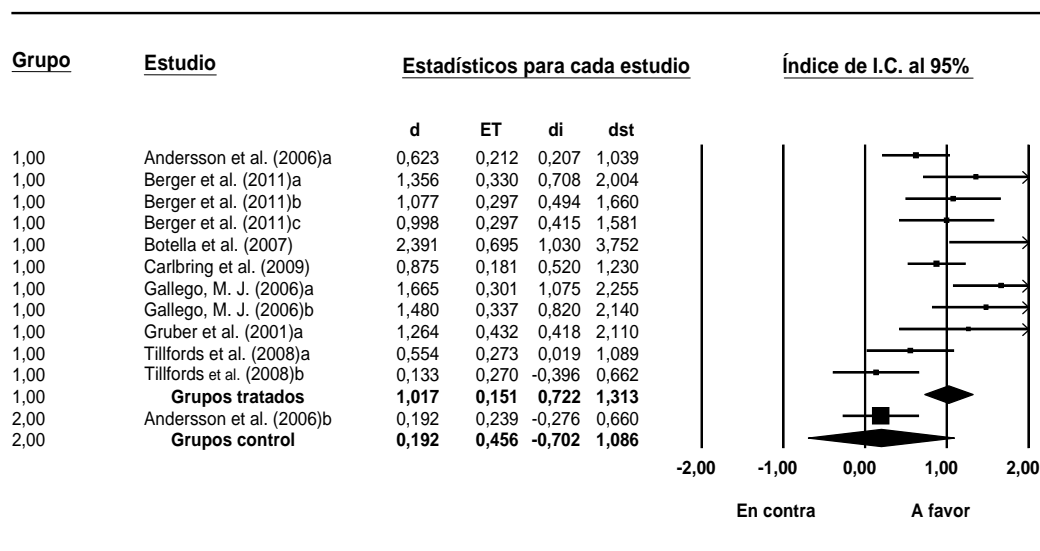 Grupo Estudio Estadísticos para cada estudio Índice de I.C. al 95%
d ET di dst
1,00 Andersson et al. (2006)a 0,623 0,212 0,207 1,039
1,00 Berger et al. (2011)a 1,356 0,330 0,708 2,004
1,00 Berger et al. (2011)b 1,077 0,297 0,494 1,660
1,00 Berger et al. (2011)c 0,998 0,297 0,415 1,581
1,00 Botella et al. (2007) 2,391 0,695 1,030 3,752
1,00 Carlbring et al. (2009) 0,875 0,181 0,520 1,230
1,00 Gallego, M. J. (2006)a 1,665 0,301 1,075 2,255
1,00 Gallego, M. J. (2006)b 1,480 0,337 0,820 2,140
1,00 Gruber et al. (2001)a 1,264 0,432 0,418 2,110
1,00 Tillfords et al. (2008)a 0,554 0,273 0,019 1,089
1,00 Tillfords et al. (2008)b 0,133 0,270 -0,396 0,662
1,00 Grupos tratados 1,017 0,151 0,722 1,313
2,00 Andersson et al. (2006)b 0,192 0,239 -0,276 0,660
2,00 Grupos control 0,192 0,456 -0,702 1,086
-2,00 -1,00 0,00 1,00 2,00
En contra A favor